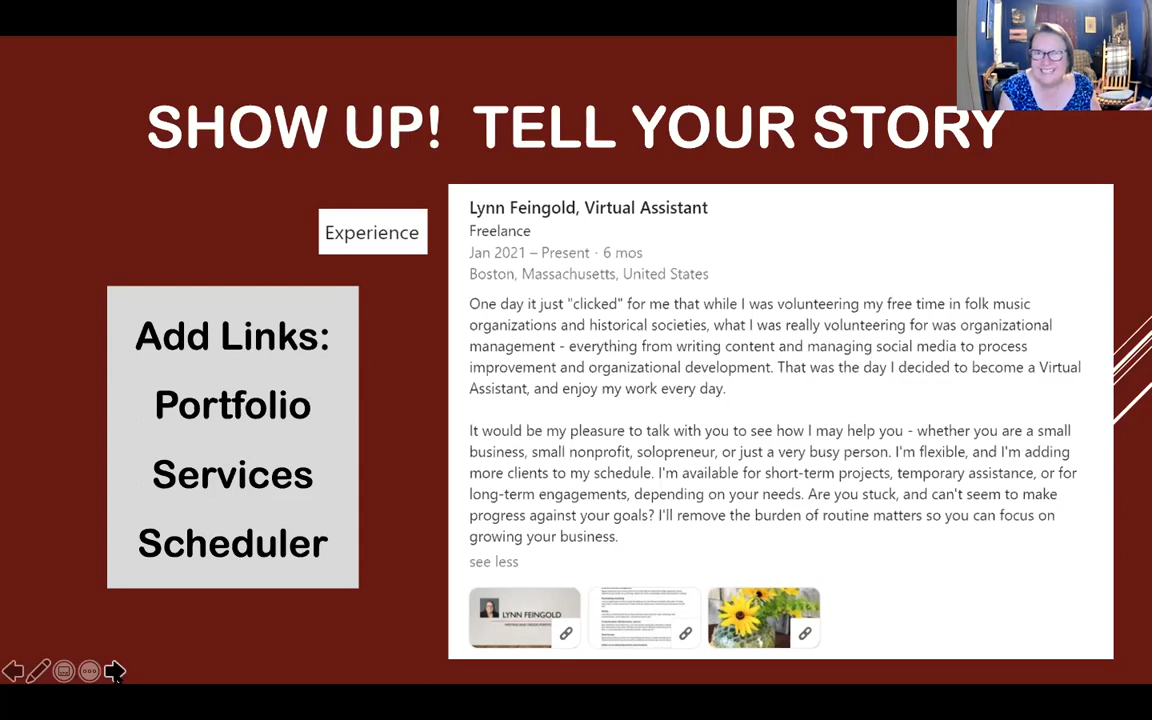 SHOW UP! TELL YOUR STORY
Experience
Add Links:
Portfolio
Services
Scheduler
Lynn Feingold, Virtual Assistant
Freelance
Jan 2021 – Present · 6 mos
Boston, Massachusetts, United States
One day it just "clicked" for me that while I was volunteering my free time in folk music
organizations and historical societies, what I was really volunteering for was organizational
management - everything from writing content and managing social media to process
improvement and organizational development. That was the day I decided to become a Virtual
Assistant, and enjoy my work every day.
It would be my pleasure to talk with you to see how I may help you - whether you are a small
business, small nonprofit, solopreneur, or just a very busy person. I'm flexible, and I'm adding
more clients to my schedule. I'm available for short-term projects, temporary assistance, or for
long-term engagements, depending on your needs. Are you stuck, and can't seem to make
progress against your goals? I'll remove the burden of routine matters so you can focus on
growing your business.
see less
LYNN FEINGOLD